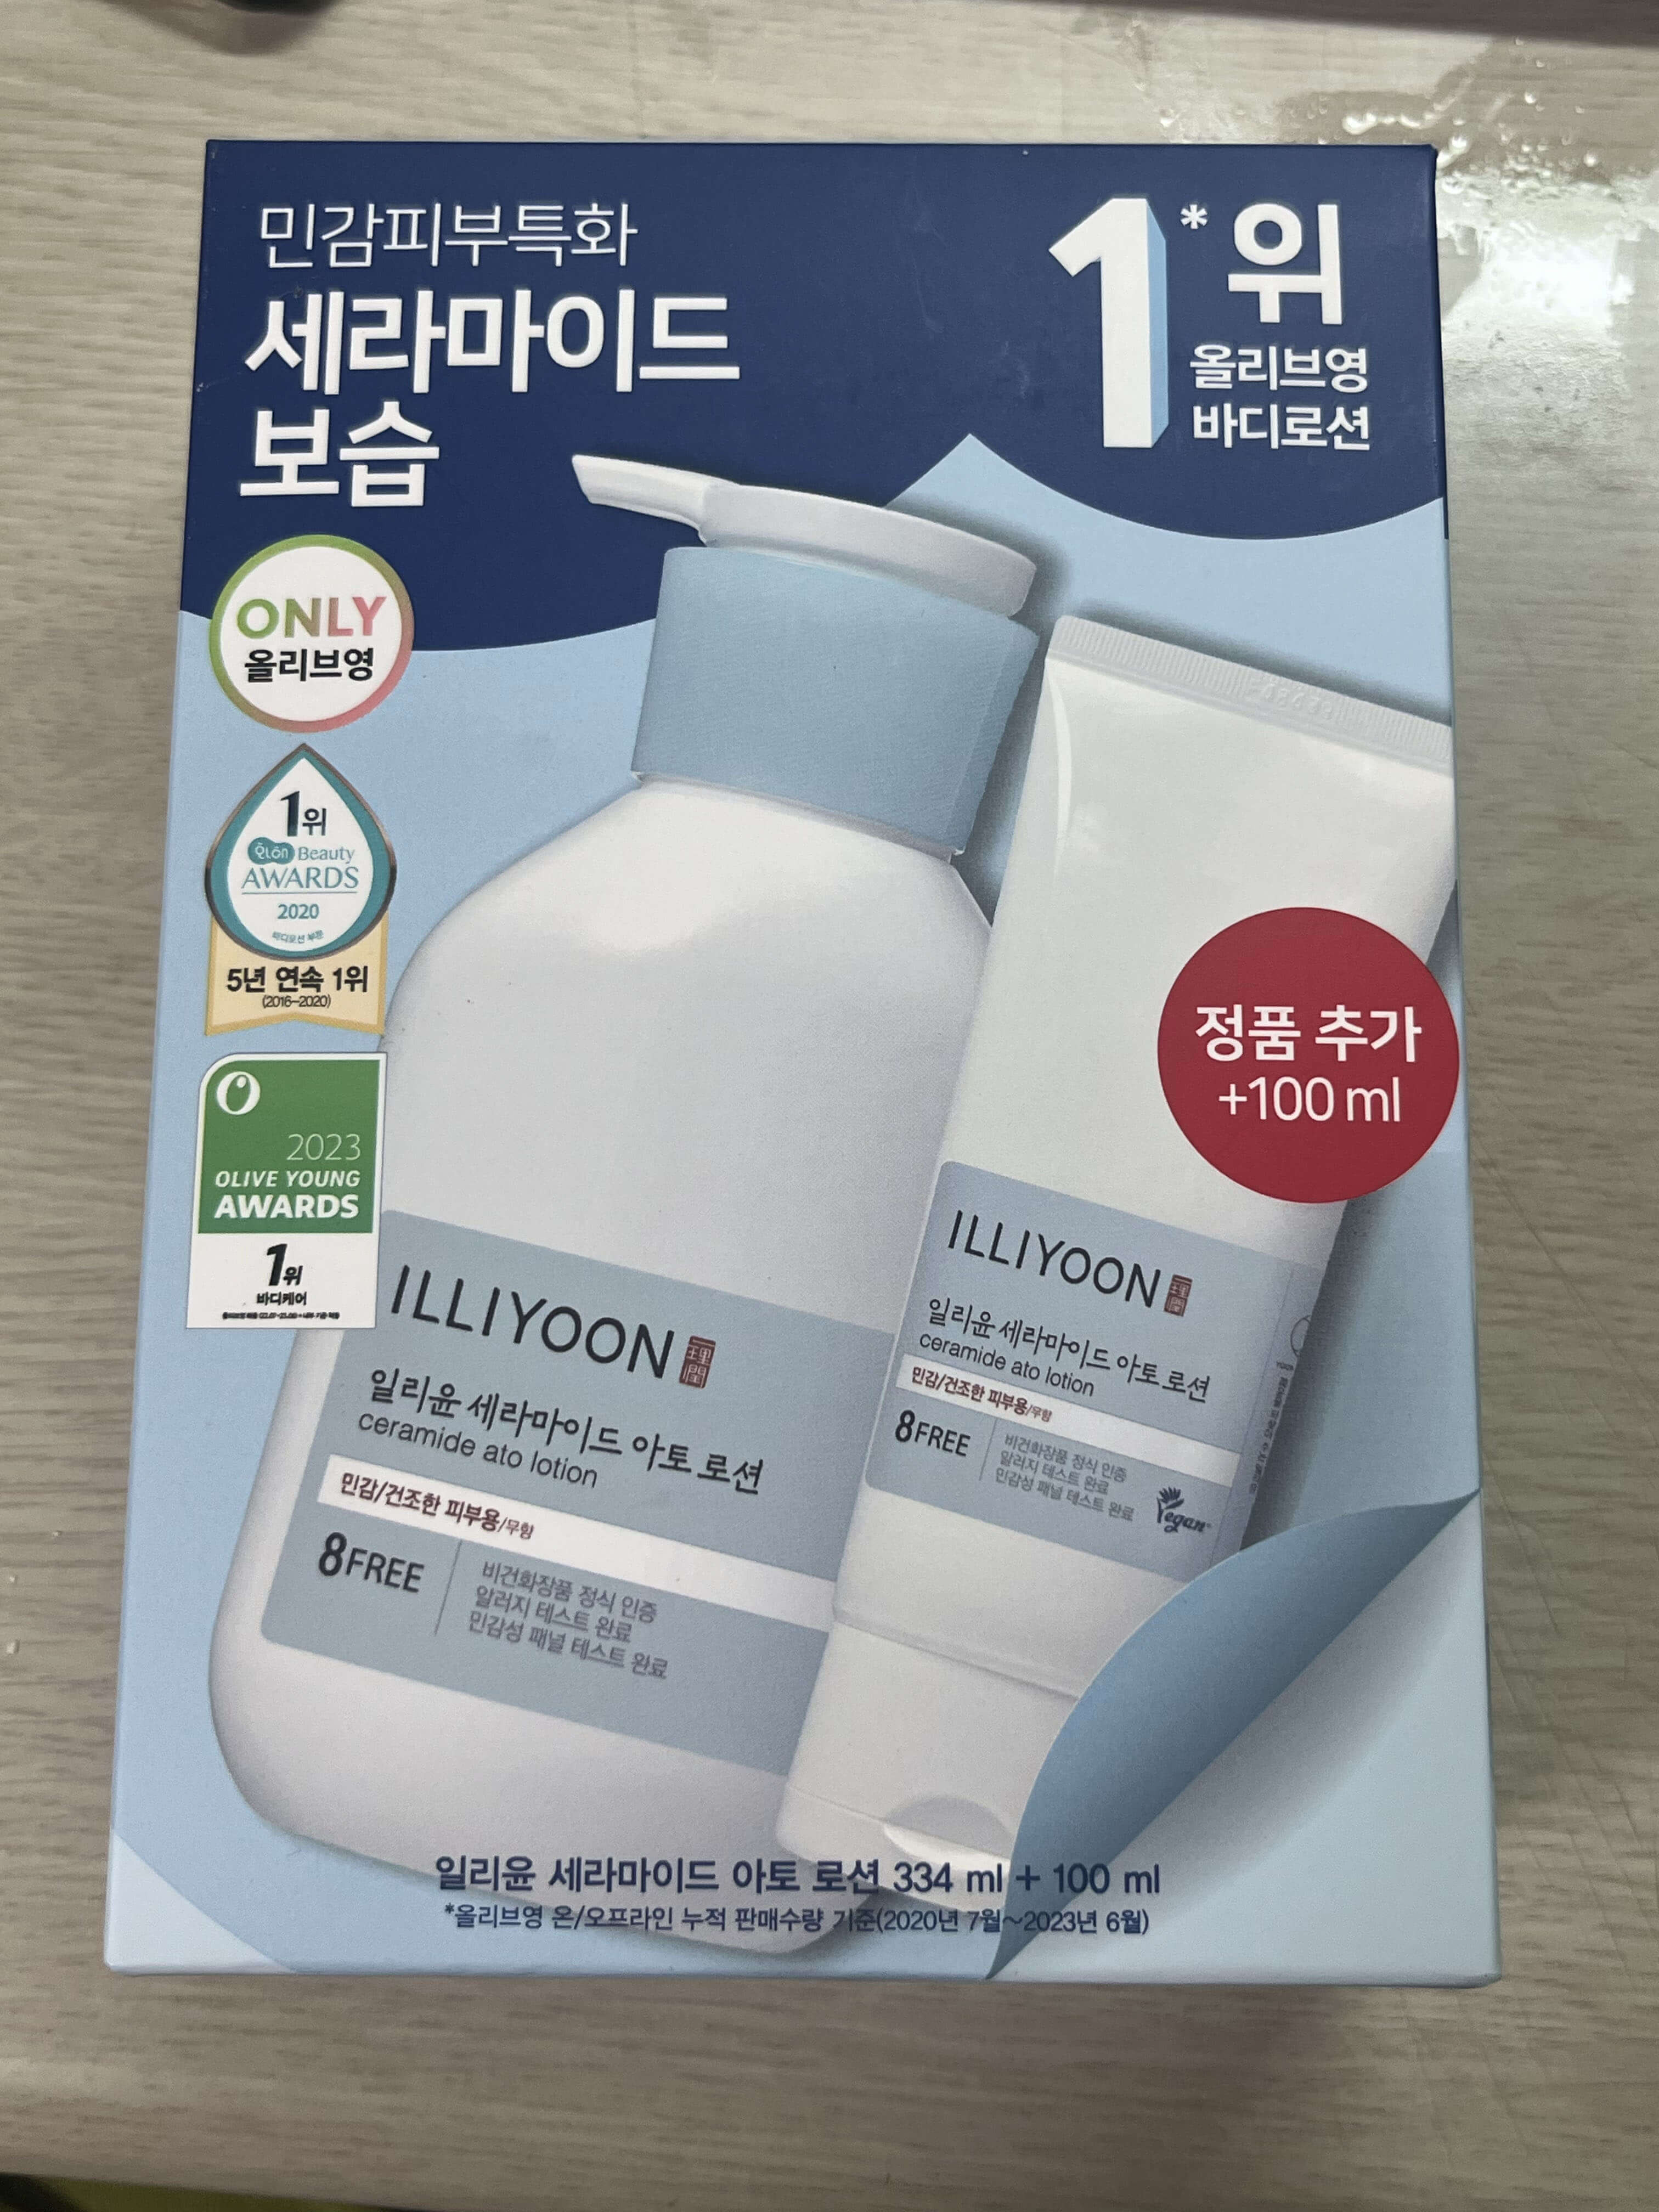 민감피부특화
세라마이드
보습
1*위
올리브영
바디로션
ONLY
올리브영
1위
Beauty
AWARDS
2020
바디로션 부문
5년 연속 1위
(2016–2020)
2023
OLIVE YOUNG
AWARDS
1위
바디케어
정품 추가
+100 ml
ILLIYOON
일리윤 세라마이드 아토 로션
ceramide ato lotion
민감/건조한 피부용/무향
8FREE
비건화장품 정식 인증
알러지 테스트 완료
민감성 패널 테스트 완료
ILLIYOON
일리윤 세라마이드 아토 로션
ceramide ato lotion
민감/건조한 피부용/무향
8FREE
비건화장품 정식 인증
알러지 테스트 완료
민감성 패널 테스트 완료
Vegan
일리윤 세라마이드 아토 로션 334 ml + 100 ml
*올리브영 온/오프라인 누적 판매수량 기준(2020년 7월~2023년 6월)